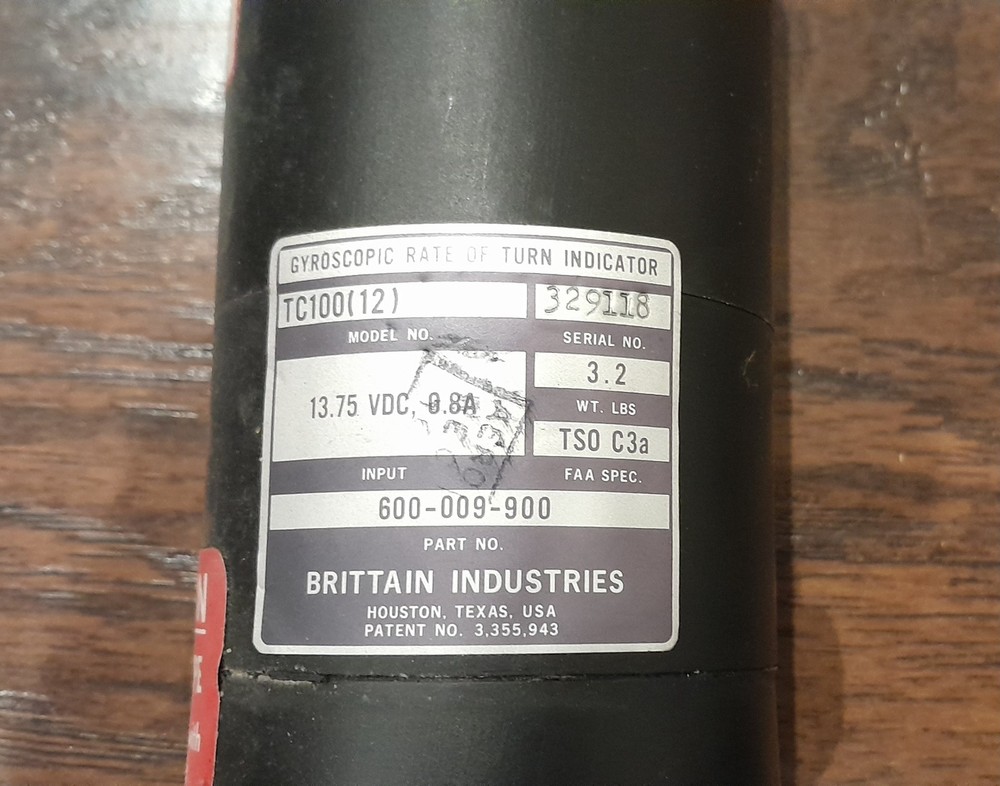 GYROSCOPIC RATE OF TURN INDICATOR
TC100(12)
329118
MODEL NO.
SERIAL NO.
13.75 VDC, 0.8A
3.2
WT. LBS
TSO C3a
INPUT
FAA SPEC.
600-009-900
PART NO.
BRITTAIN INDUSTRIES
HOUSTON, TEXAS, USA
PATENT NO. 3,355,943